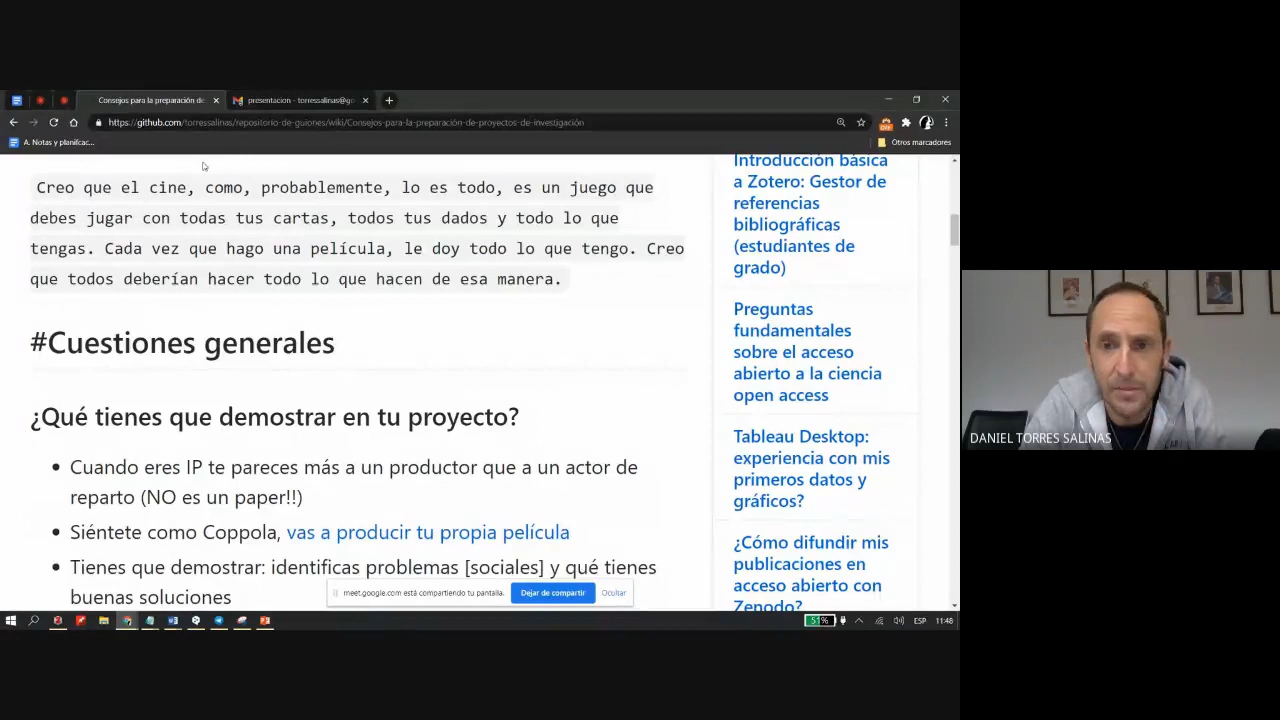 Consejos para la preparación de
presentacion - torressalinas@go
https://github.com/torressalinas/repositorio-de-guiones/wiki/Consejos-para-la-preparación-de-proyectos-de-investigación
A. Notas y planifcac...
Otros marcadores
Creo que el cine, como, probablemente, lo es todo, es un juego que
debes jugar con todas tus cartas, todos tus dados y todo lo que
tengas. Cada vez que hago una película, le doy todo lo que tengo. Creo
que todos deberían hacer todo lo que hacen de esa manera.
#Cuestiones generales
¿Qué tienes que demostrar en tu proyecto?
• Cuando eres IP te pareces más a un productor que a un actor de
reparto (NO es un paper!!)
• Siéntete como Coppola, vas a producir tu propia película
• Tienes que demostrar: identificas problemas [sociales] y qué tienes
buenas soluciones
Introducción básica
a Zotero: Gestor de
referencias
bibliográficas
(estudiantes de
grado)
Preguntas
fundamentales
sobre el acceso
abierto a la ciencia
open access
Tableau Desktop:
experiencia con mis
primeros datos y
gráficos?
¿Cómo difundir mis
publicaciones en
acceso abierto con
Zenodo?
meet.google.com está compartiendo tu pantalla.
Dejar de compartir
Ocultar
51%
ESP
11:48
DANIEL TORRES SALINAS